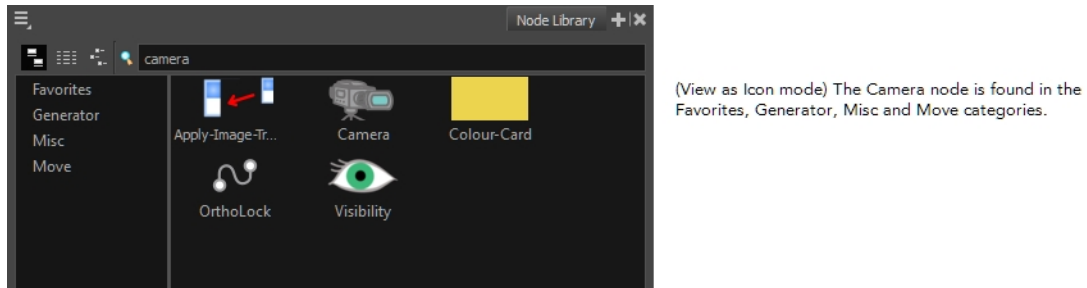 Node Library
camera
Favorites
Generator
Misc
Move
Apply-Image-Tr...
Camera
Colour-Card
OrthoLock
Visibility
(View as Icon mode) The Camera node is found in the
Favorites, Generator, Misc and Move categories.